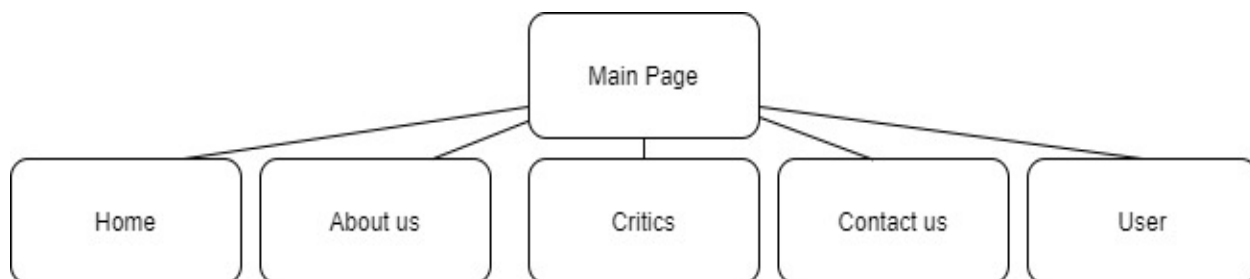 Main Page
Home
About us
Critics
Contact us
User